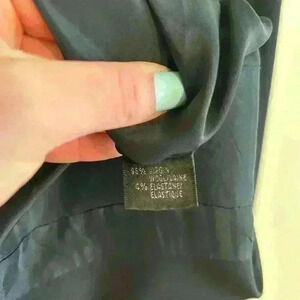 96% VIRGIN
WOOL/LAINE
4% ELASTANE/
ELASTIQUE